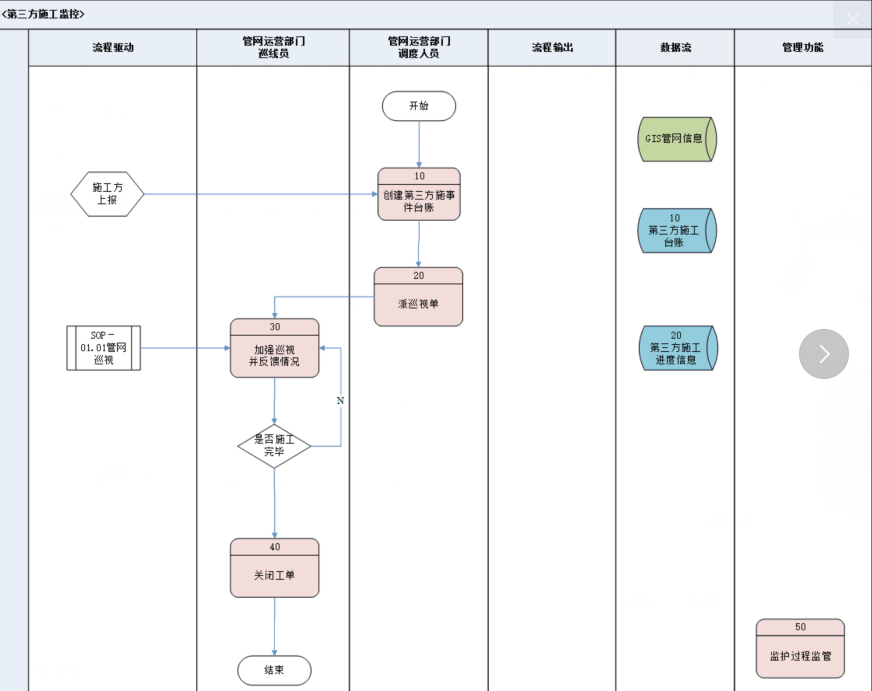 <第三方施工监控>
流程驱动
管网运营部门
巡线员
管网运营部门
调度人员
流程输出
数据流
管理功能
开始
GIS管网信息
施工方
上报
10
创建第三方施事
件台账
10
第三方施工
台账
20
派巡视单
SOP－
01.01管网
巡视
30
加强巡视
并反馈情况
20
第三方施工
进度信息
N
是否施工
完毕
40
关闭工单
50
监护过程监管
结束